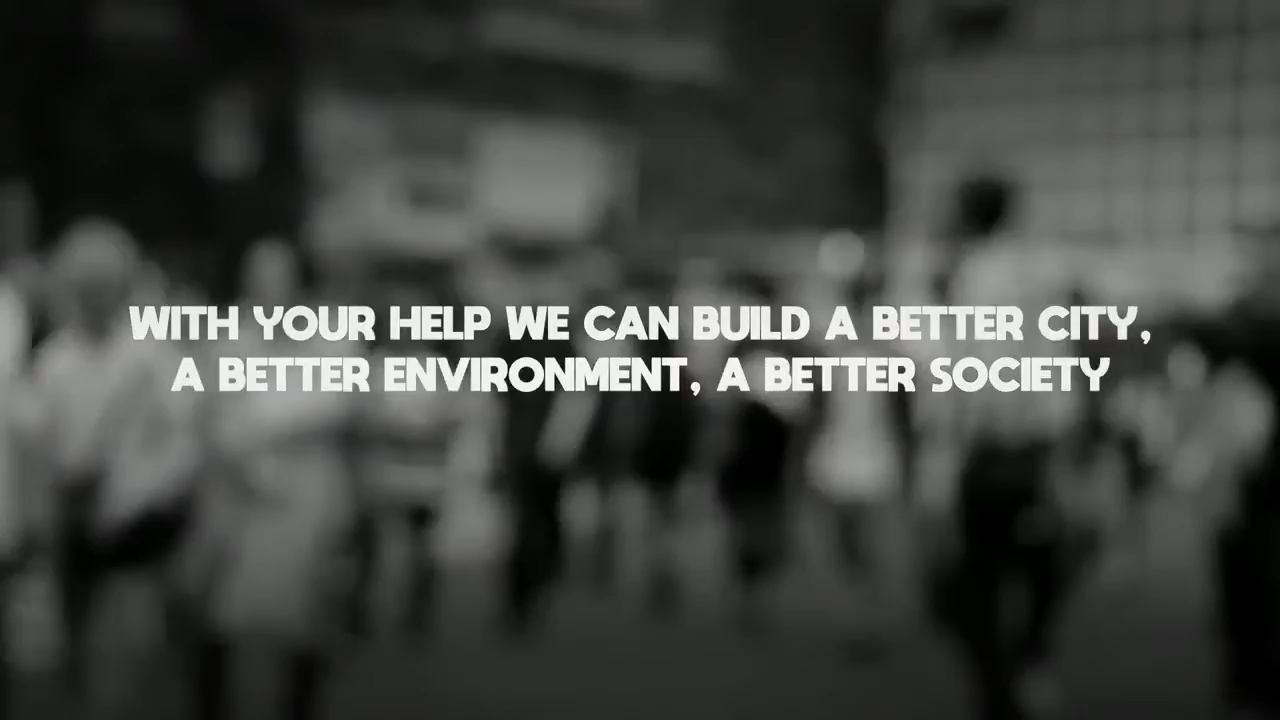 WITH YOUR HELP WE CAN BUILD A BETTER CITY,
A BETTER ENVIRONMENT, A BETTER SOCIETY